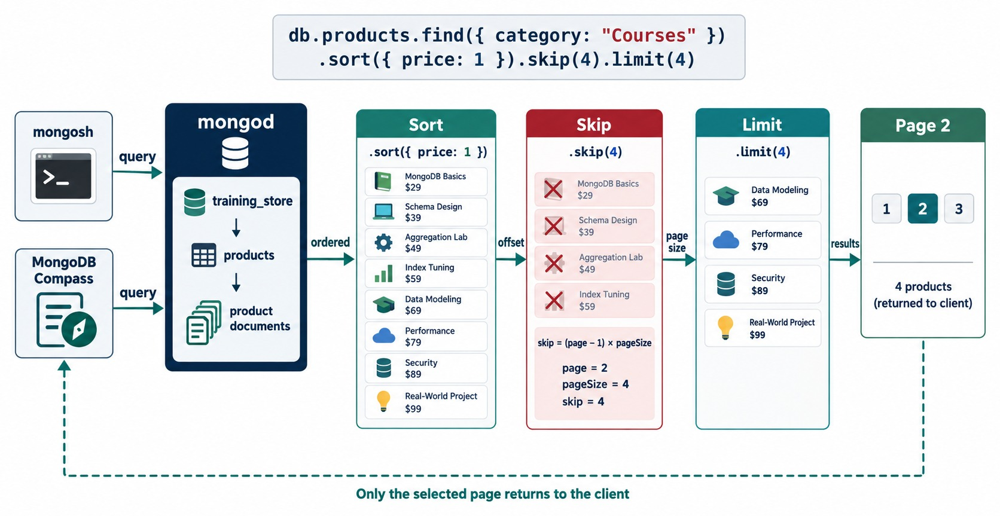 db.products.find({ category: "Courses" })
.sort({ price: 1 }).skip(4).limit(4)
mongosh
>_
query
MongoDB
Compass
query
mongod
training_store
products
product
documents
ordered
Sort
.sort({ price: 1 })
MongoDB Basics
$29
Schema Design
$39
Aggregation Lab
$49
Index Tuning
$59
Data Modeling
$69
Performance
$79
Security
$89
Real-World Project
$99
offset
Skip
.skip(4)
MongoDB Basics
$29
Schema Design
$39
Aggregation Lab
$49
Index Tuning
$59
skip = (page – 1) × pageSize
page = 2
pageSize = 4
skip = 4
page
size
Limit
.limit(4)
Data Modeling
$69
Performance
$79
Security
$89
Real-World Project
$99
results
Page 2
1 2 3
4 products
(returned to client)
Only the selected page returns to the client